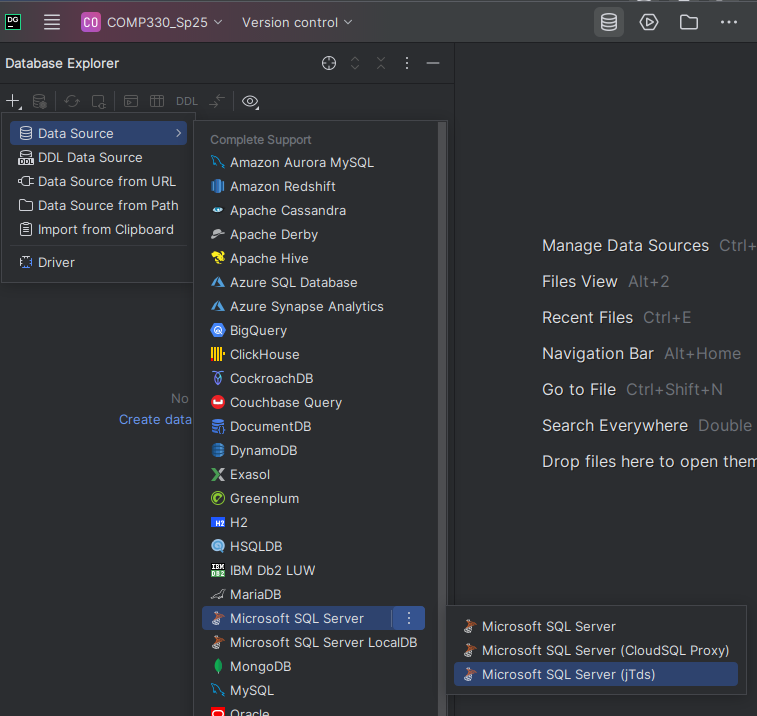 DG
CO COMP330_Sp25 Version control
Database Explorer
DDL
Data Source
DDL Data Source
Data Source from URL
Data Source from Path
Import from Clipboard
Driver
No
Create data
Complete Support
Amazon Aurora MySQL
Amazon Redshift
Apache Cassandra
Apache Derby
Apache Hive
Azure SQL Database
Azure Synapse Analytics
BigQuery
ClickHouse
CockroachDB
Couchbase Query
DocumentDB
DynamoDB
Exasol
Greenplum
H2 H2
HSQLDB
IBM DB2 IBM Db2 LUW
MariaDB
Microsoft SQL Server
Microsoft SQL Server LocalDB
MongoDB
MySQL
Oracle
Microsoft SQL Server
Microsoft SQL Server (CloudSQL Proxy)
Microsoft SQL Server (jTds)
Manage Data Sources Ctrl+
Files View Alt+2
Recent Files Ctrl+E
Navigation Bar Alt+Home
Go to File Ctrl+Shift+N
Search Everywhere Double
Drop files here to open them